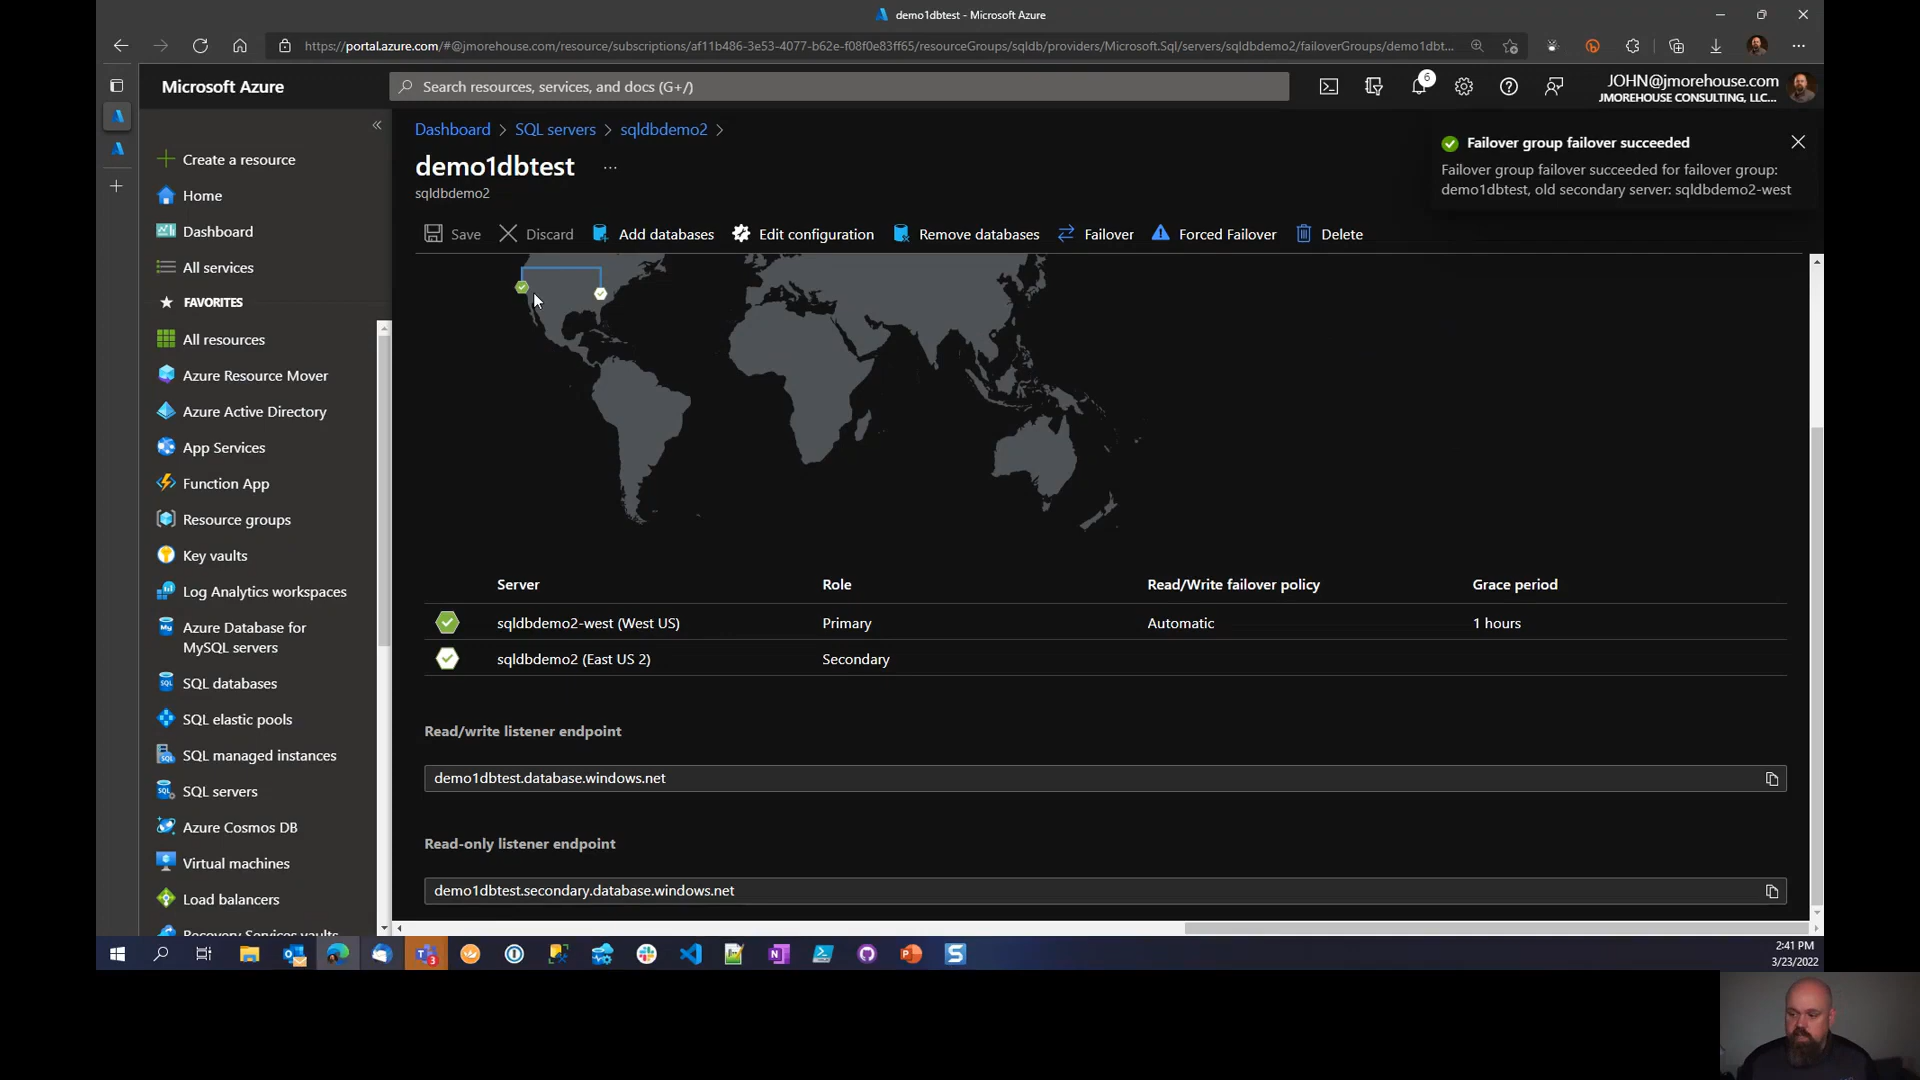 demo1dbtest - Microsoft Azure
https://portal.azure.com/#@jmorehouse.com/resource/subscriptions/af11b486-3e53-4077-b62e-f08f0e83ff65/resourceGroups/sqldb/providers/Microsoft.Sql/servers/sqldbdemo2/failoverGroups/demo1dbt...
Microsoft Azure
Search resources, services, and docs (G+/)
6
JOHN@jmorehouse.com
JMOREHOUSE CONSULTING, LLC...
Create a resource
Home
Dashboard
All services
FAVORITES
All resources
Azure Resource Mover
Azure Active Directory
App Services
Function App
Resource groups
Key vaults
Log Analytics workspaces
Azure Database for
MySQL servers
SQL databases
SQL elastic pools
SQL managed instances
SQL servers
Azure Cosmos DB
Virtual machines
Load balancers
Recovery Services vaults
Dashboard > SQL servers > sqldbdemo2 >
demo1dbtest ...
sqldbdemo2
Failover group failover succeeded
Failover group failover succeeded for failover group:
demo1dbtest, old secondary server: sqldbdemo2-west
Save Discard Add databases Edit configuration Remove databases Failover Forced Failover Delete
Server Role Read/Write failover policy Grace period
sqldbdemo2-west (West US) Primary Automatic 1 hours
sqldbdemo2 (East US 2) Secondary
Read/write listener endpoint
demo1dbtest.database.windows.net
Read-only listener endpoint
demo1dbtest.secondary.database.windows.net
2:41 PM
3/23/2022